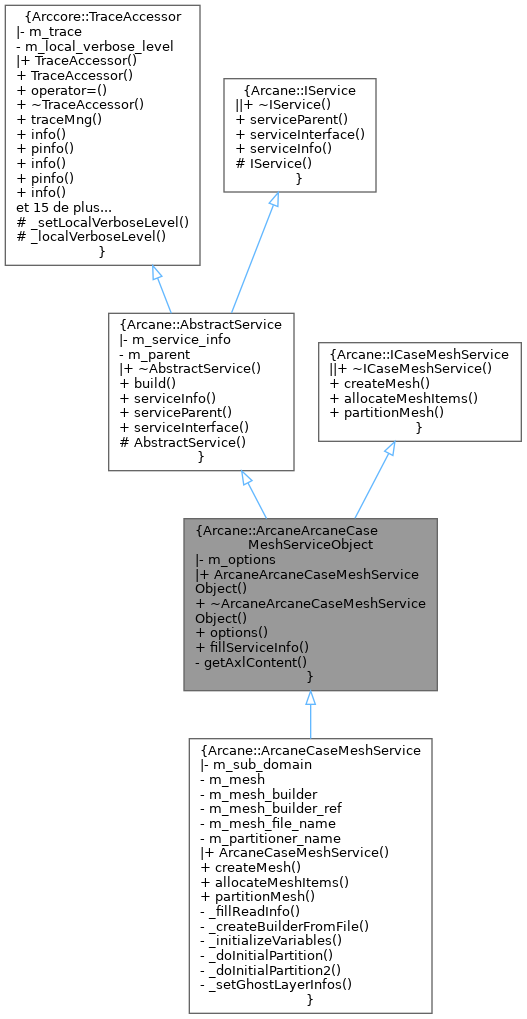 {Arccore::TraceAccessor
|- m_trace
- m_local_verbose_level
|+ TraceAccessor()
+ TraceAccessor()
+ operator=()
+ ~TraceAccessor()
+ traceMng()
+ info()
+ pinfo()
+ info()
+ pinfo()
+ info()
et 15 de plus...
# _setLocalVerboseLevel()
# _localVerboseLevel()
}
{Arcane::IService
||+ ~IService()
+ serviceParent()
+ serviceInterface()
+ serviceInfo()
# IService()
}
{Arcane::AbstractService
|- m_service_info
- m_parent
|+ ~AbstractService()
+ build()
+ serviceInfo()
+ serviceParent()
+ serviceInterface()
# AbstractService()
}
{Arcane::ICaseMeshService
||+ ~ICaseMeshService()
+ createMesh()
+ allocateMeshItems()
+ partitionMesh()
}
{Arcane::ArcaneArcaneCase
MeshServiceObject
|- m_options
|+ ArcaneArcaneCaseMeshService
Object()
+ ~ArcaneArcaneCaseMeshService
Object()
+ options()
+ fillServiceInfo()
- getAxlContent()
}
{Arcane::ArcaneCaseMeshService
|- m_sub_domain
- m_mesh
- m_mesh_builder
- m_mesh_builder_ref
- m_mesh_file_name
- m_partitioner_name
|+ ArcaneCaseMeshService()
+ createMesh()
+ allocateMeshItems()
+ partitionMesh()
- _fillReadInfo()
- _createBuilderFromFile()
- _initializeVariables()
- _doInitialPartition()
- _doInitialPartition2()
- _setGhostLayerInfos()
}